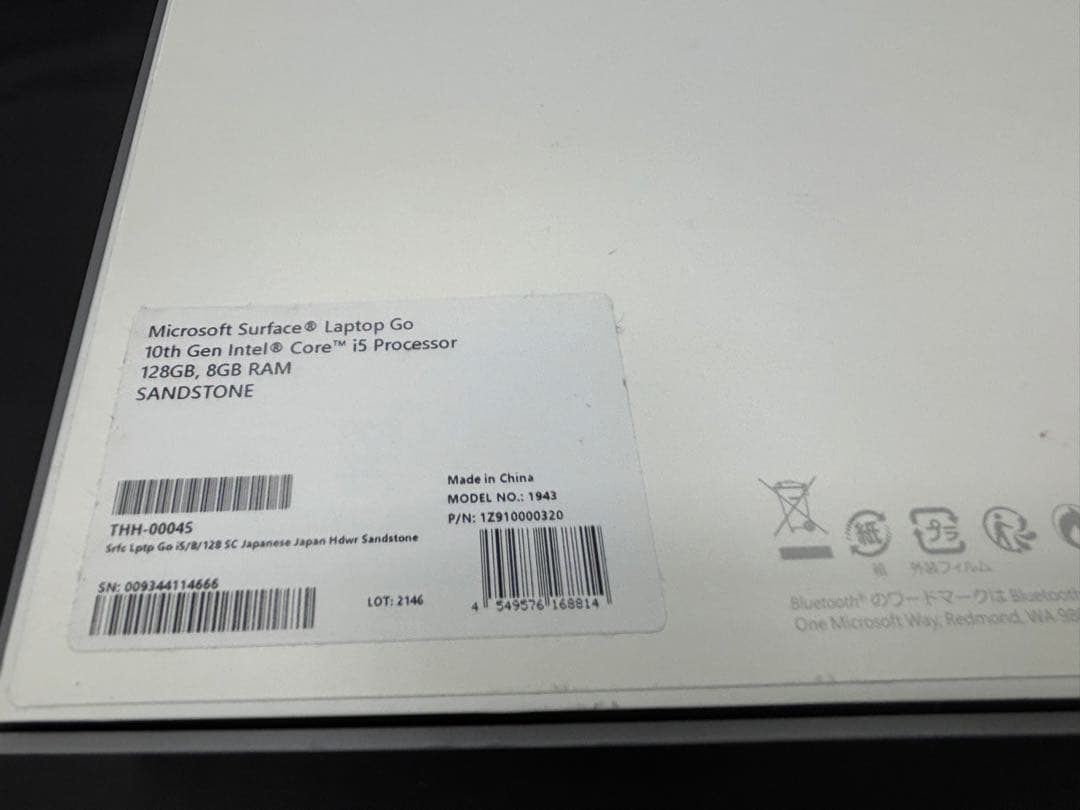 Microsoft Surface® Laptop Go
10th Gen Intel® Core™ i5 Processor
128GB, 8GB RAM
SANDSTONE
THH-00045
Srfc Lptp Go i5/8/128 SC Japanese Japan Hdwr Sandstone
SN: 009344114666
LOT: 2146
Made in China
MODEL NO.: 1943
P/N: 1Z910000320
4 549576 168814
紙
プラ
紙
外装フィルム
Bluetooth® のワードマークは Bluetooth
One Microsoft Way, Redmond, WA 98